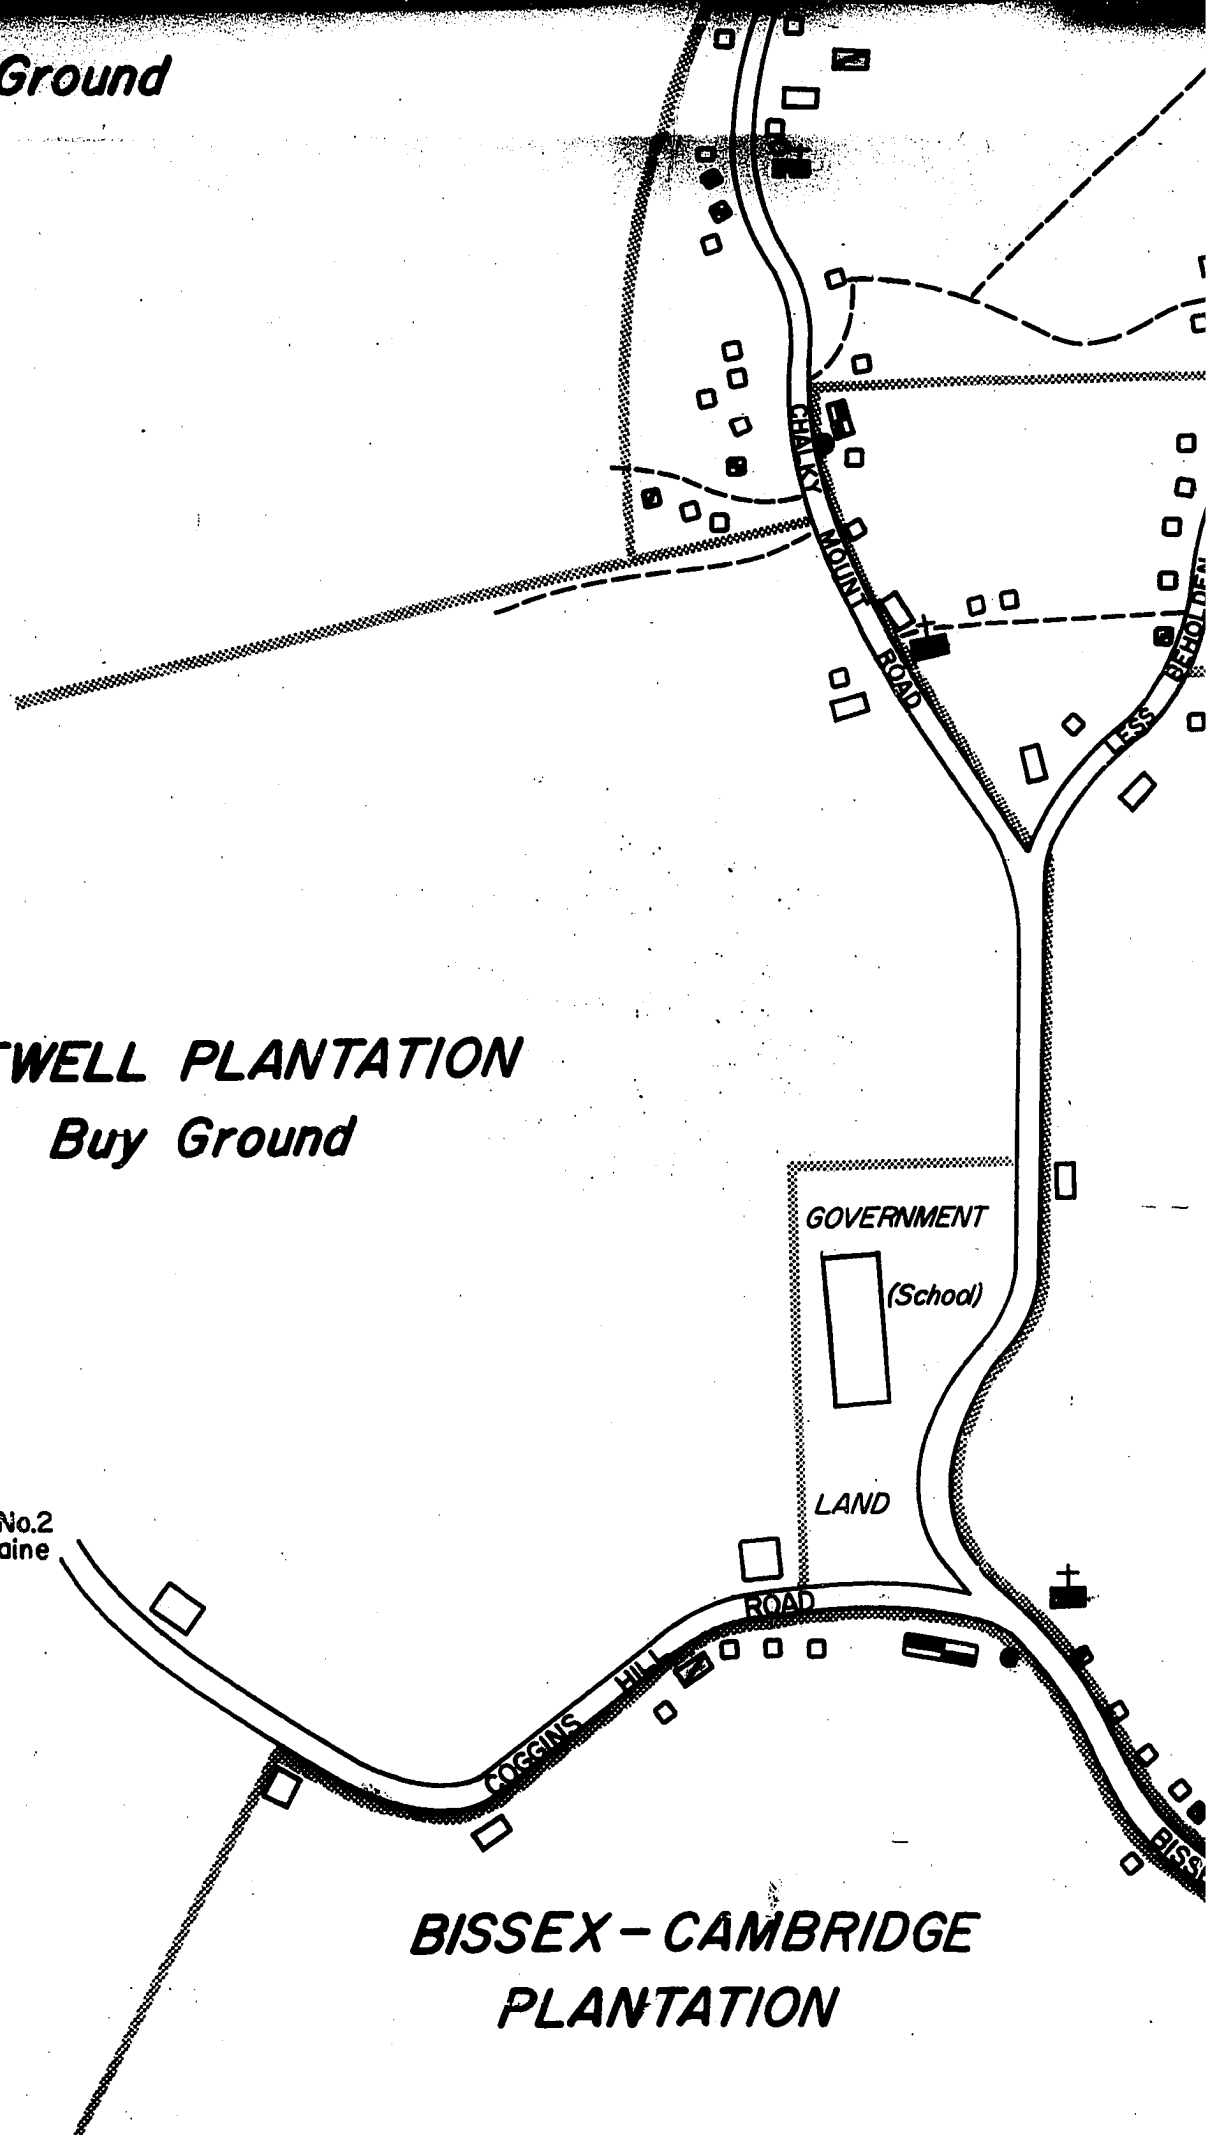 Ground
CHALKY MOUNT ROAD
LESS BEHOLDEN
TWELL PLANTATION
Buy Ground
GOVERNMENT
(School)
LAND
No.2
aine
COGGINS HILL ROAD
BISSE
BISSEX-CAMBRIDGE
PLANTATION